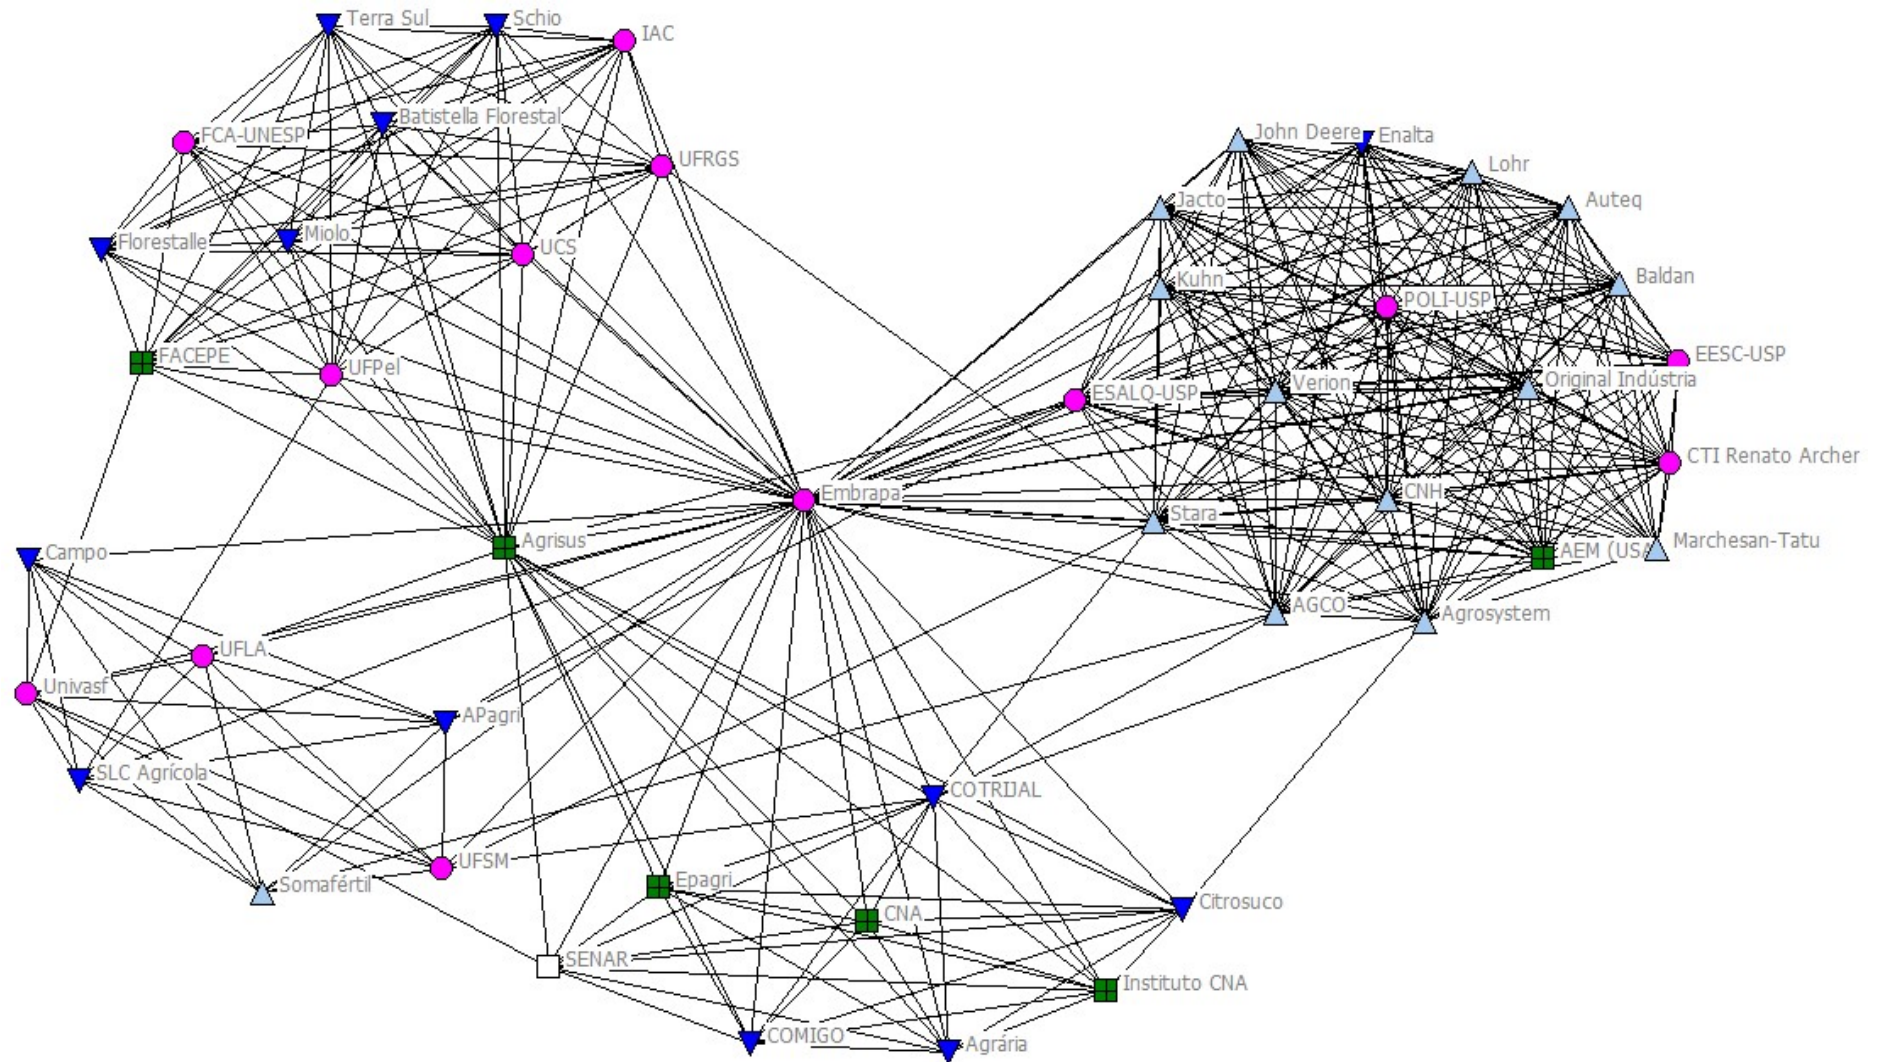 Terra Sul
Schio
IAC
Batistella Florestal
FCA-UNESP
UFRGS
John Deere
Enalta
Lohr
Jacto
Auteq
Florestalle
Miolo
UCS
Kuhn
Baldan
POLI-USP
FACEPE
UFPel
EESC-USP
ESALQ-USP
Verion
Original Indústria
CTI Renato Archer
Embrapa
CNH
Stara
Agrisus
Campo
AEM (USA
Marchesan-Tatu
AGCO
Agrosystem
UFLA
Univasf
APagri
SLC Agrícola
COTRIJAL
UFSM
Somafértil
Epagri
CNA
Citrosuco
SENAR
Instituto CNA
COMIGO
Agrária